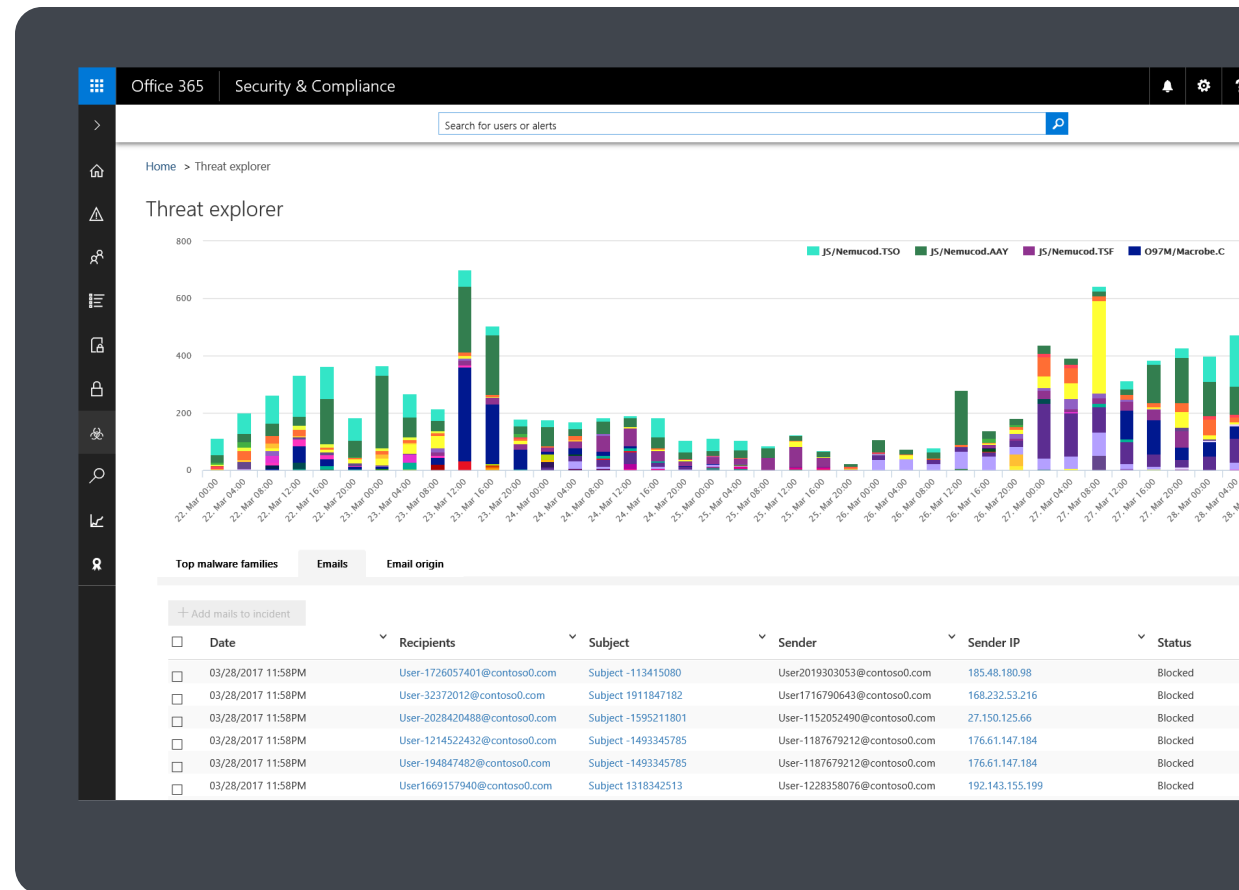 Office 365 Security & Compliance ?
Search for users or alerts
Home > Threat explorer
Threat explorer
800
JS/Nemucod.TSO JS/Nemucod.AAY JS/Nemucod.TSF O97M/Macrobe.C
600
400
200
0
22. Mar 00:00 22. Mar 04:00 22. Mar 08:00 22. Mar 12:00 22. Mar 16:00 22. Mar 20:00 23. Mar 00:00 23. Mar 04:00 23. Mar 08:00 23. Mar 12:00 23. Mar 16:00 23. Mar 20:00 24. Mar 00:00 24. Mar 04:00 24. Mar 08:00 24. Mar 12:00 24. Mar 16:00 24. Mar 20:00 25. Mar 00:00 25. Mar 04:00 25. Mar 08:00 25. Mar 12:00 25. Mar 16:00 25. Mar 20:00 26. Mar 00:00 26. Mar 04:00 26. Mar 08:00 26. Mar 12:00 26. Mar 16:00 26. Mar 20:00 27. Mar 00:00 27. Mar 04:00 27. Mar 08:00 27. Mar 12:00 27. Mar 16:00 27. Mar 20:00 28. Mar 00:00 28. Mar 04:00 28. M
Top malware families Emails Email origin
+ Add mails to incident
Date Recipients Subject Sender Sender IP Status
03/28/2017 11:58PM User-1726057401@contoso0.com Subject -113415080 User2019303053@contoso0.com 185.48.180.98 Blocked
03/28/2017 11:58PM User-32372012@contoso0.com Subject 1911847182 User1716790643@contoso0.com 168.232.53.216 Blocked
03/28/2017 11:58PM User-2028420488@contoso0.com Subject -1595211801 User-1152052490@contoso0.com 27.150.125.66 Blocked
03/28/2017 11:58PM User-1214522432@contoso0.com Subject -1493345785 User-1187679212@contoso0.com 176.61.147.184 Blocked
03/28/2017 11:58PM User-194847482@contoso0.com Subject -1493345785 User-1187679212@contoso0.com 176.61.147.184 Blocked
03/28/2017 11:58PM User1669157940@contoso0.com Subject 1318342513 User-1228358076@contoso0.com 192.143.155.199 Blocked